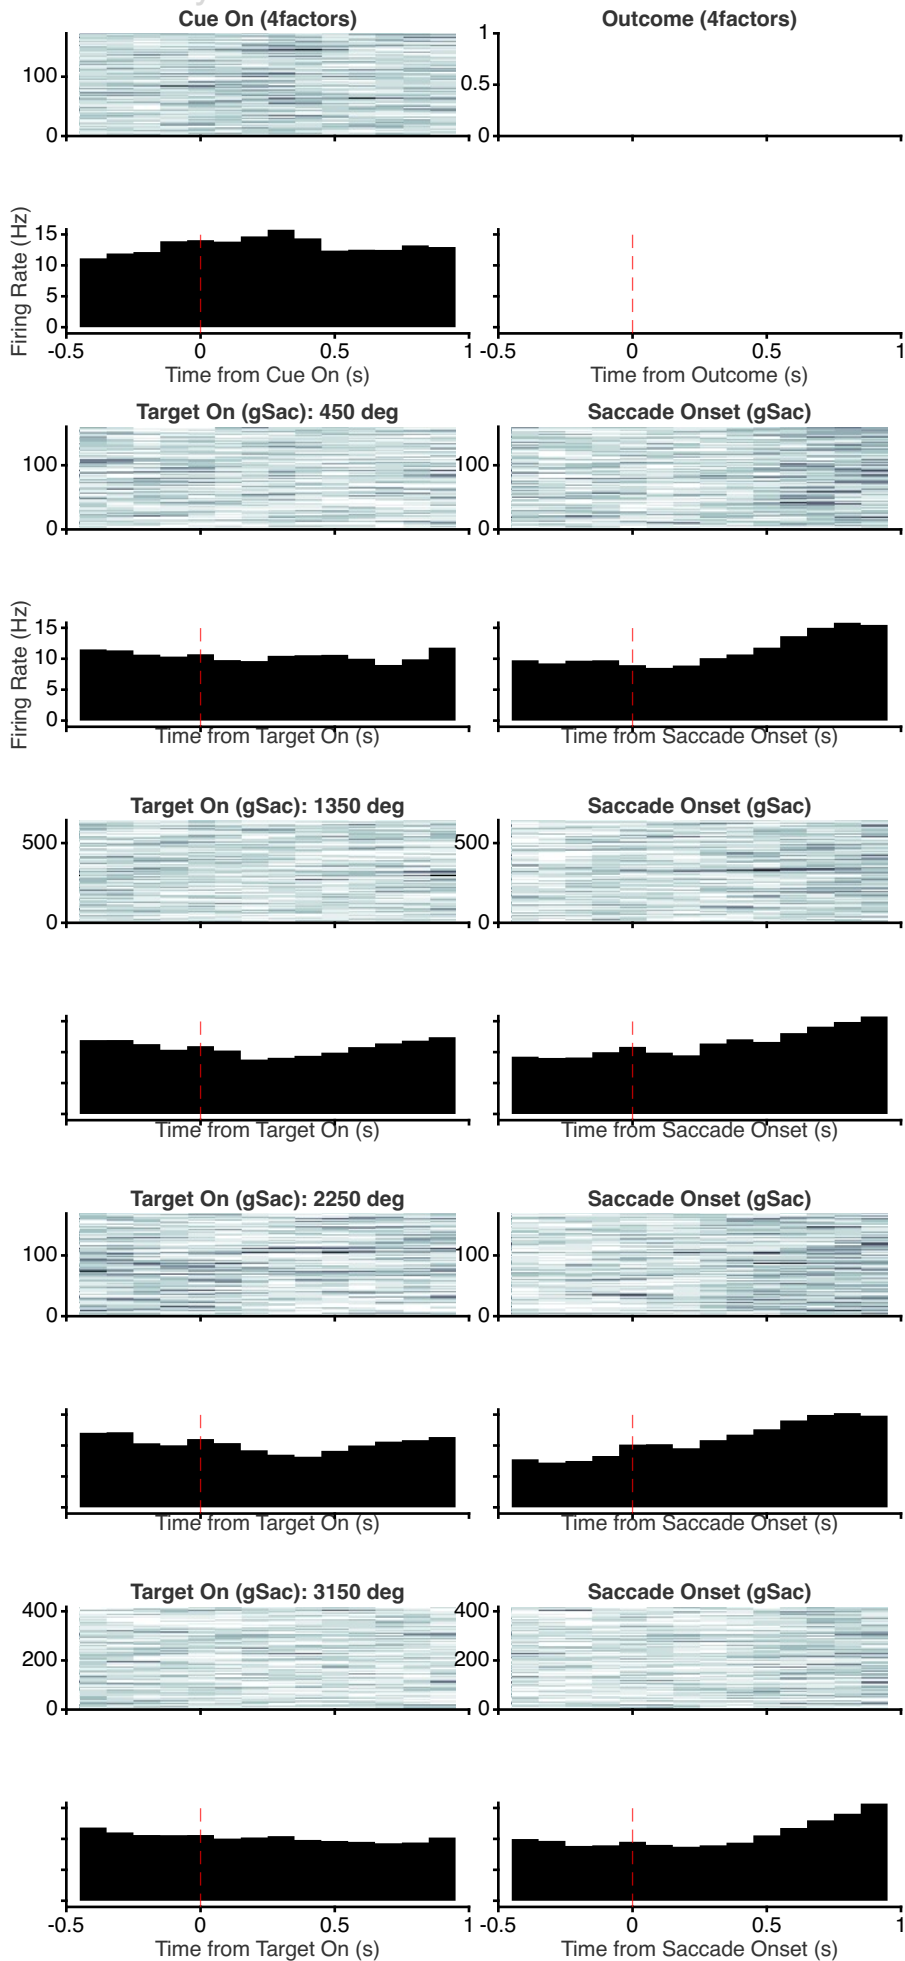 Cue On (4factors) Outcome (4factors)
100
0
1
0.5
0
Firing Rate (Hz)
15
10
5
0
-0.5 0 0.5 1 -0.5 0 0.5 1
Time from Cue On (s) Time from Outcome (s)
Target On (gSac): 450 deg Saccade Onset (gSac)
100 100
0 0
Firing Rate (Hz)
15
10
5
0
Time from Target On (s) Time from Saccade Onset (s)
Target On (gSac): 1350 deg Saccade Onset (gSac)
500 500
0 0
Time from Target On (s) Time from Saccade Onset (s)
Target On (gSac): 2250 deg Saccade Onset (gSac)
100 100
0 0
Time from Target On (s) Time from Saccade Onset (s)
Target On (gSac): 3150 deg Saccade Onset (gSac)
400 400
200 200
0 0
-0.5 0 0.5 1 -0.5 0 0.5 1
Time from Target On (s) Time from Saccade Onset (s)